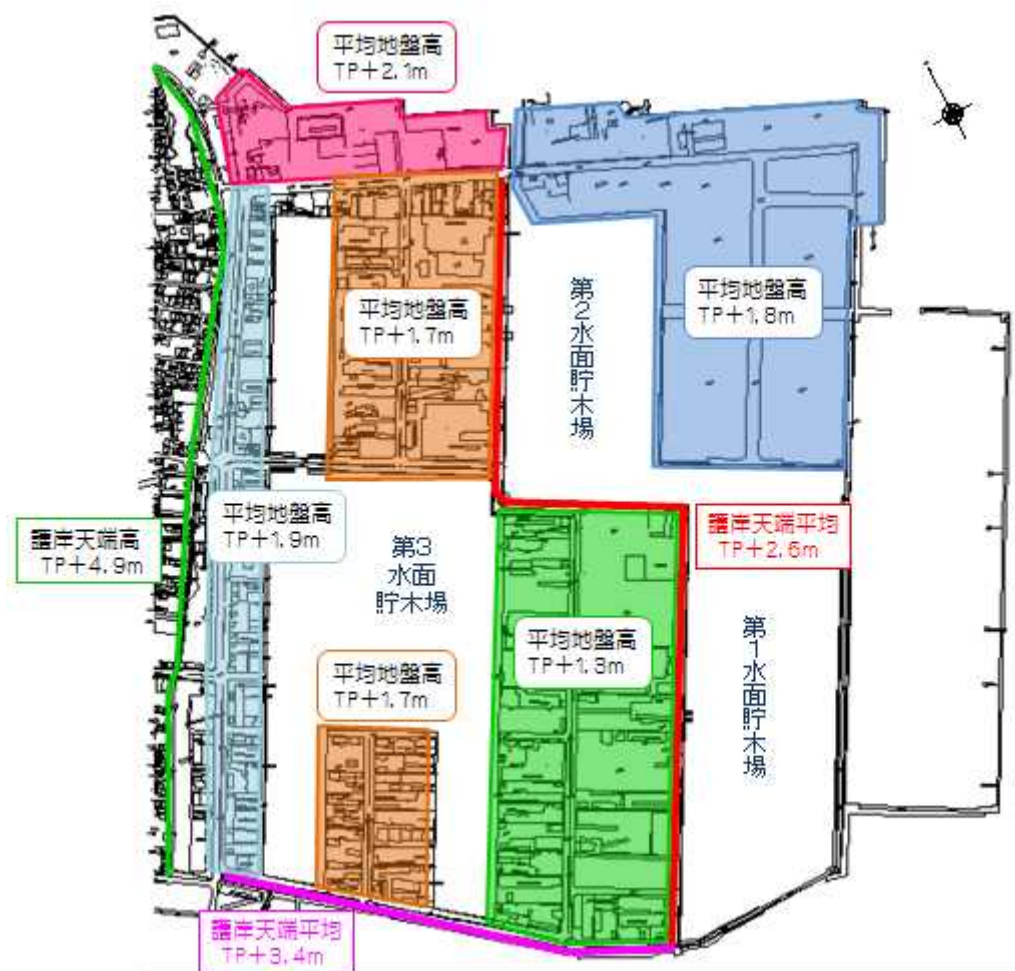 平均地盤高
TP+2.1m
平均地盤高
TP+1.7m
第2水面貯木場
平均地盤高
TP+1.8m
護岸天端高
TP+4.9m
平均地盤高
TP+1.9m
第3
水面
貯木場
護岸天端平均
TP+2.6m
平均地盤高
TP+1.7m
平均地盤高
TP+1.3m
第1水面貯木場
護岸天端平均
TP+3.4m